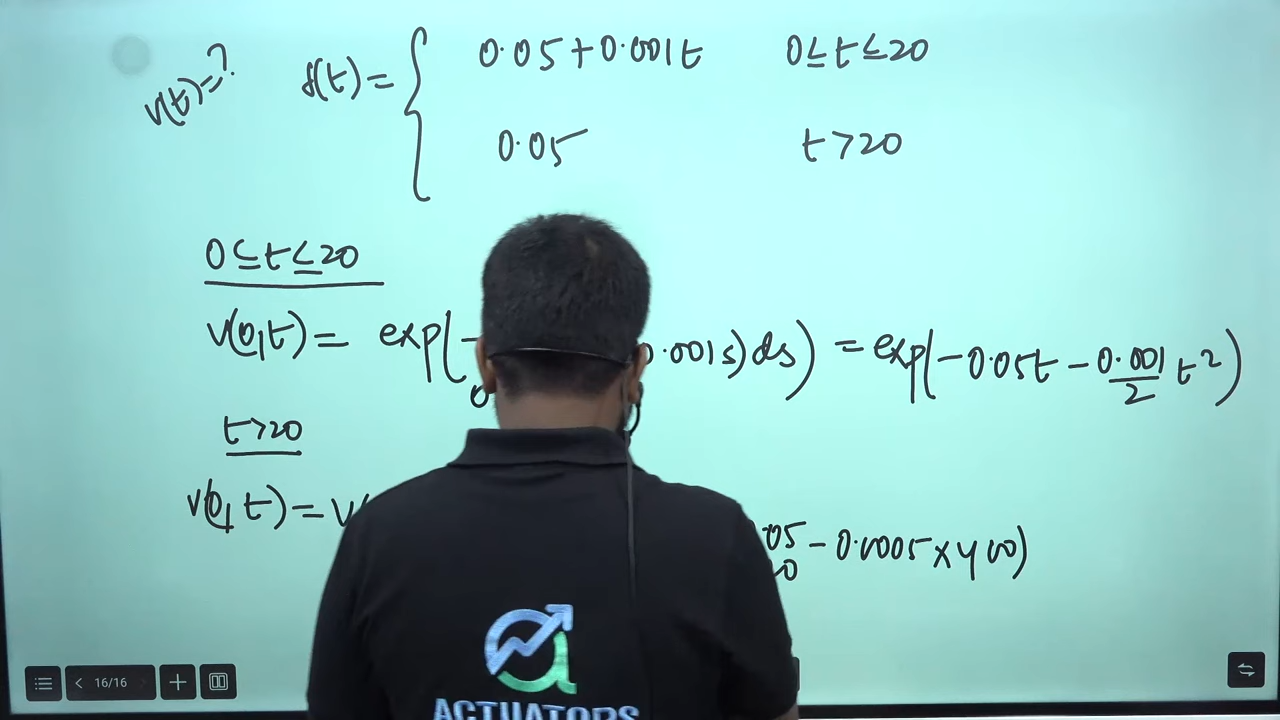 v(t)=? δ(t)= { 0.05+0.001t 0≤t≤20
0.05 t>20
0≤t≤20
v(0,t)= exp(- 0.001s)ds) = exp(-0.05t - 0.001/2 t²)
t>20
v(0,t)=v( 05 - 0.0005×400)
16/16
ACTUATORS